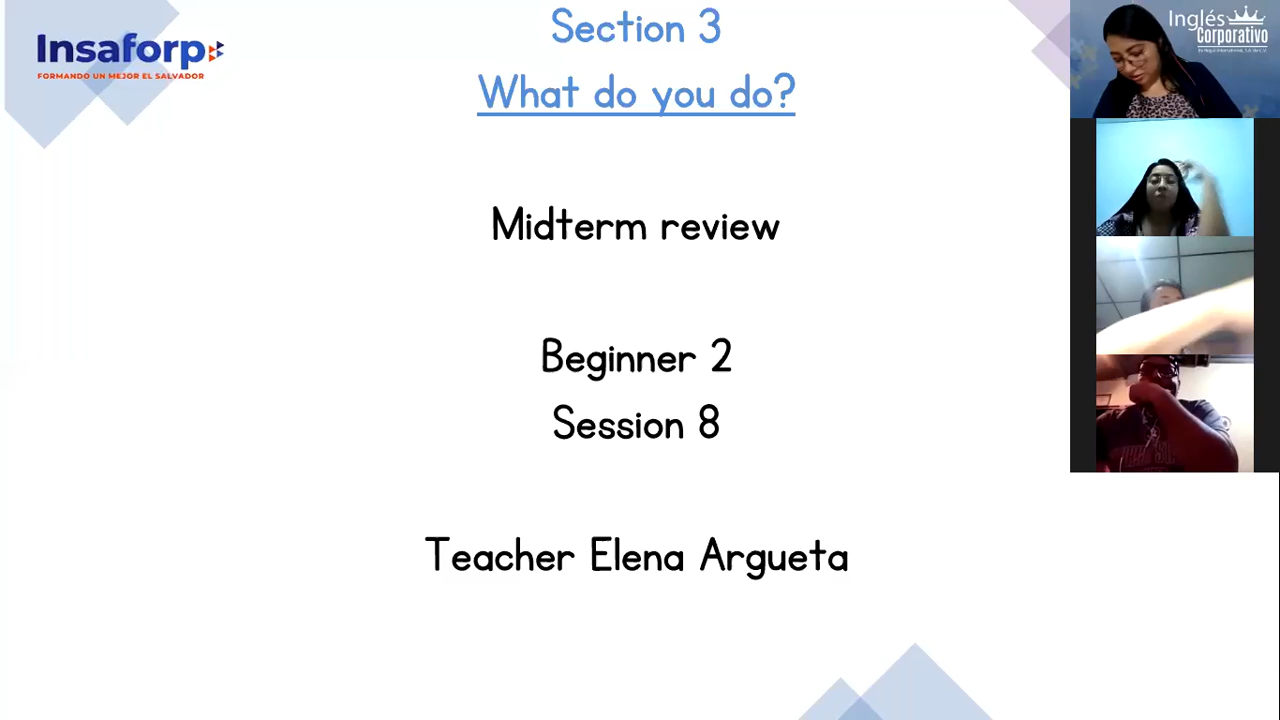 Insaforp
FORMANDO UN MEJOR EL SALVADOR
Section 3
What do you do?
Midterm review
Beginner 2
Session 8
Teacher Elena Argueta
Inglés
Corporativo